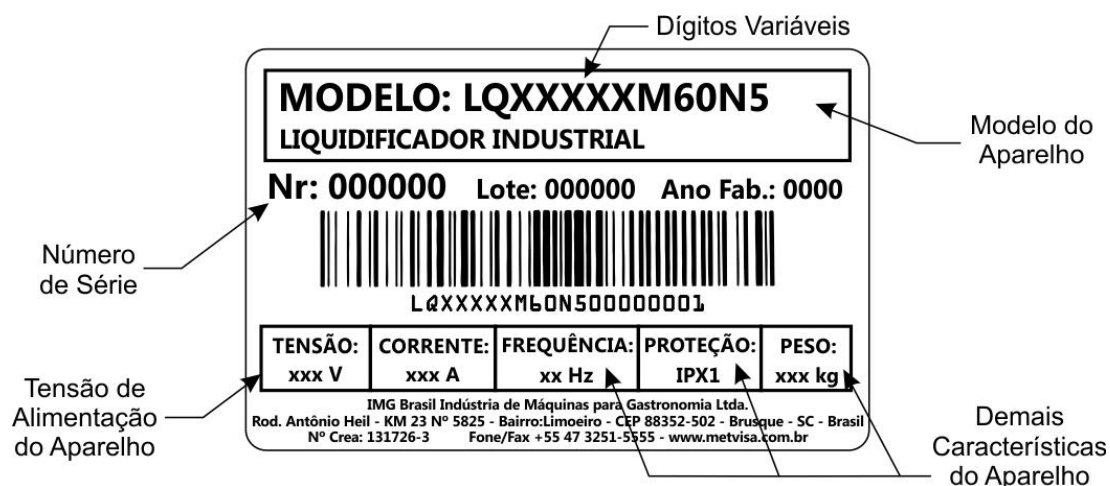 Dígitos Variáveis
MODELO: LQXXXXXM60N5
LIQUIDIFICADOR INDUSTRIAL
Modelo do
Aparelho
Nr: 000000 Lote: 000000 Ano Fab.: 0000
Número
de Série
LQXXXXXM60N500000001
TENSÃO: CORRENTE: FREQUÊNCIA: PROTEÇÃO: PESO:
xxx V xxx A xx Hz IPX1 xxx kg
Tensão de
Alimentação
do Aparelho
IMG Brasil Indústria de Máquinas para Gastronomia Ltda.
Rod. Antônio Heil - KM 23 Nº 5825 - Bairro:Limoeiro - CEP 88352-502 - Brusque - SC - Brasil
Nº Crea: 131726-3 Fone/Fax +55 47 3251-5555 - www.metvisa.com.br
Demais
Características
do Aparelho